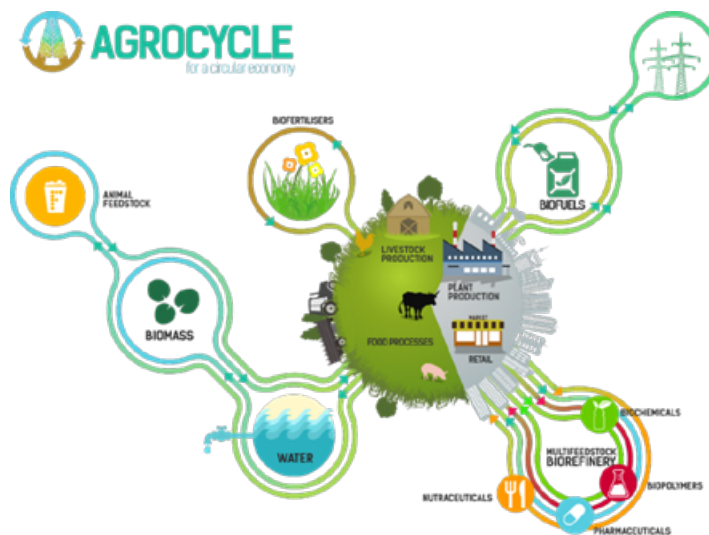 AGROCYCLE
for a circular economy
BIOFERTILISERS
ANIMAL
FEEDSTOCK
BIOFUELS
LIVESTOCK
PRODUCTION
PLANT
PRODUCTION
BIOMASS
MARKET
FOOD PROCESSES
RETAIL
BIOCHEMICALS
MULTIFEEDSTOCK
BIOREFINERY
WATER
BIOPOLYMERS
NUTRACEUTICALS
PHARMACEUTICALS